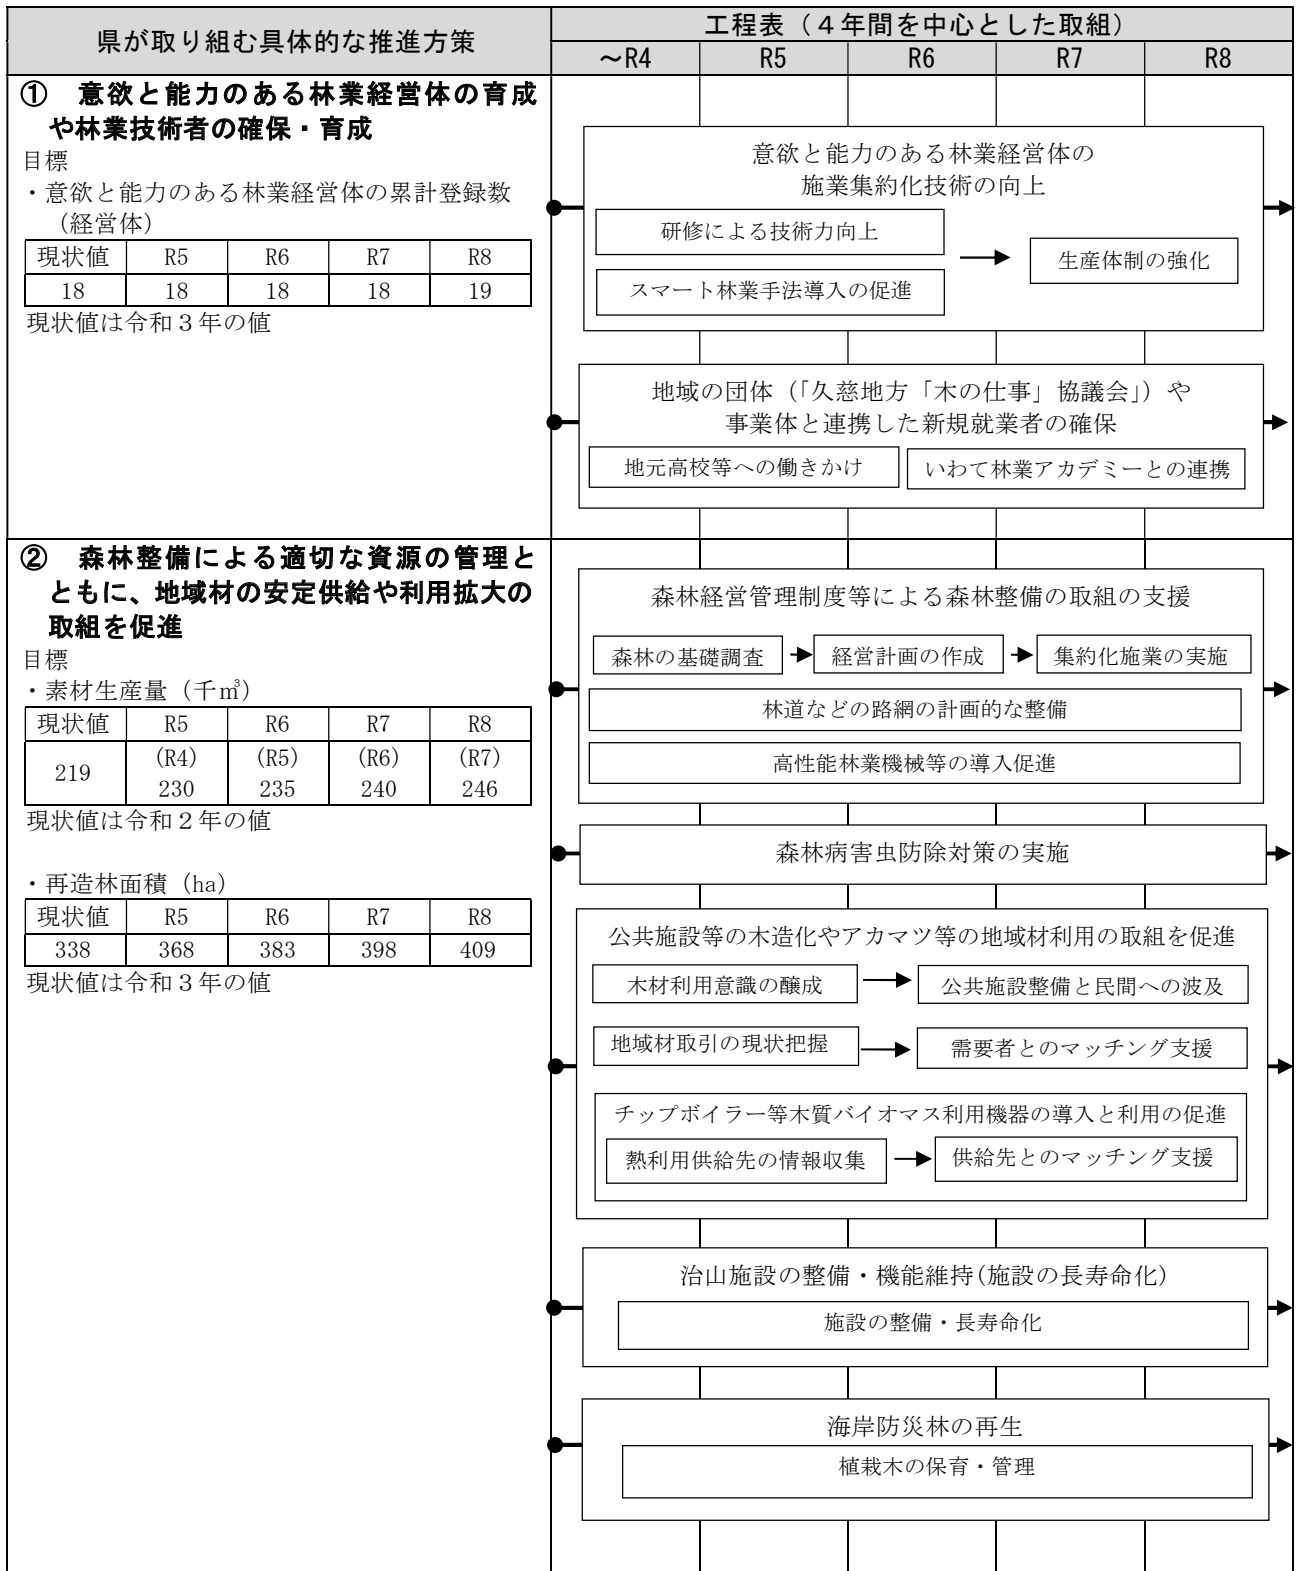 県が取り組む具体的な推進方策
工程表（４年間を中心とした取組）
～R4 R5 R6 R7 R8
① 意欲と能力のある林業経営体の育成
や林業技術者の確保・育成
目標
・意欲と能力のある林業経営体の累計登録数
（経営体）
現状値 R5 R6 R7 R8
18 18 18 18 19
現状値は令和３年の値
意欲と能力のある林業経営体の
施業集約化技術の向上
研修による技術力向上
スマート林業手法導入の促進
生産体制の強化
地域の団体（「久慈地方「木の仕事」協議会」）や
事業体と連携した新規就業者の確保
地元高校等への働きかけ
いわて林業アカデミーとの連携
② 森林整備による適切な資源の管理と
ともに、地域材の安定供給や利用拡大の
取組を促進
目標
・素材生産量（千㎥）
現状値 R5 R6 R7 R8
219 (R4) (R5) (R6) (R7)
230 235 240 246
現状値は令和２年の値
・再造林面積（ha）
現状値 R5 R6 R7 R8
338 368 383 398 409
現状値は令和３年の値
森林経営管理制度等による森林整備の取組の支援
森林の基礎調査
経営計画の作成
集約化施業の実施
林道などの路網の計画的な整備
高性能林業機械等の導入促進
森林病害虫防除対策の実施
公共施設等の木造化やアカマツ等の地域材利用の取組を促進
木材利用意識の醸成
公共施設整備と民間への波及
地域材取引の現状把握
需要者とのマッチング支援
チップボイラー等木質バイオマス利用機器の導入と利用の促進
熱利用供給先の情報収集
供給先とのマッチング支援
治山施設の整備・機能維持(施設の長寿命化)
施設の整備・長寿命化
海岸防災林の再生
植栽木の保育・管理